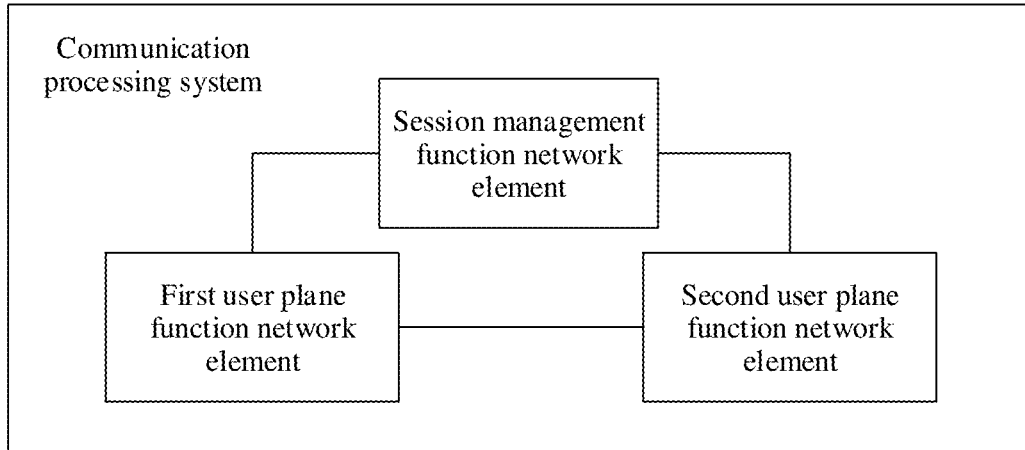 Communication
processing system
Session management
function network
element
First user plane
function network
element
Second user plane
function network
element